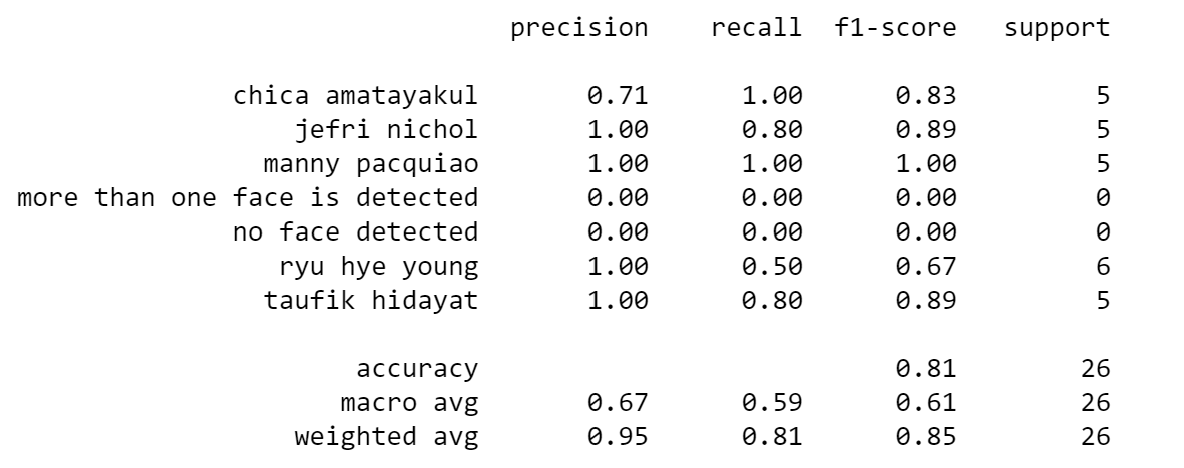 precision recall f1-score support
chica amatayakul 0.71 1.00 0.83 5
jefri nichol 1.00 0.80 0.89 5
manny pacquiao 1.00 1.00 1.00 5
more than one face is detected 0.00 0.00 0.00 0
no face detected 0.00 0.00 0.00 0
ryu hye young 1.00 0.50 0.67 6
taufik hidayat 1.00 0.80 0.89 5
accuracy 0.81 26
macro avg 0.67 0.59 0.61 26
weighted avg 0.95 0.81 0.85 26